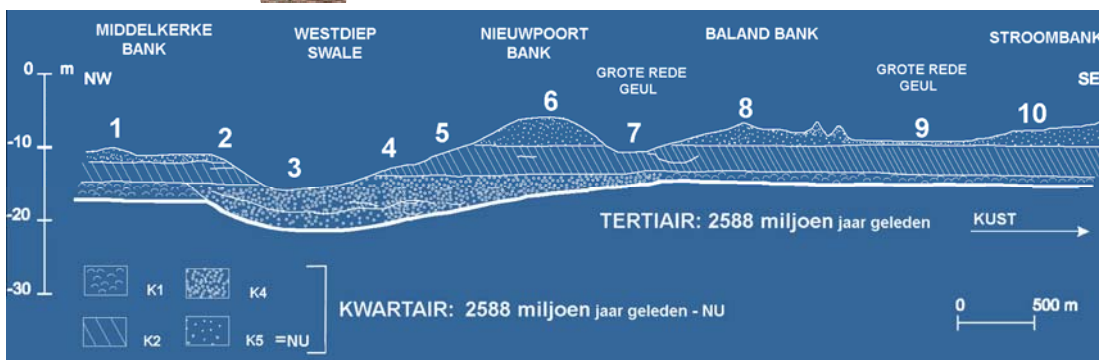 MIDDELKERKE
BANK
WESTDIEP
SWALE
NIEUWPOORT
BANK
BALAND BANK
STROOMBANK
GROTE REDE
GEUL
GROTE REDE
GEUL
0 m NW
SE
1 2 3 4 5 6 7 8 9 10
-10
-20
-30
TERTIAIR: 2588 miljoen jaar geleden
KUST
K1 K4
K2 K5 =NU
KWARTAIR: 2588 miljoen jaar geleden - NU
0 500 m